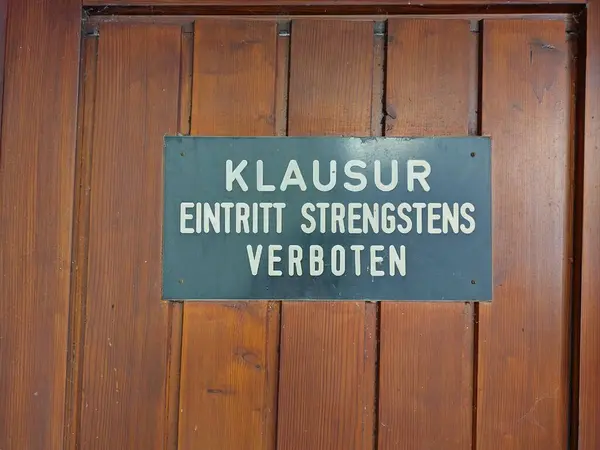 KLAUSUR
EINTRITT STRENGSTENS
VERBOTEN